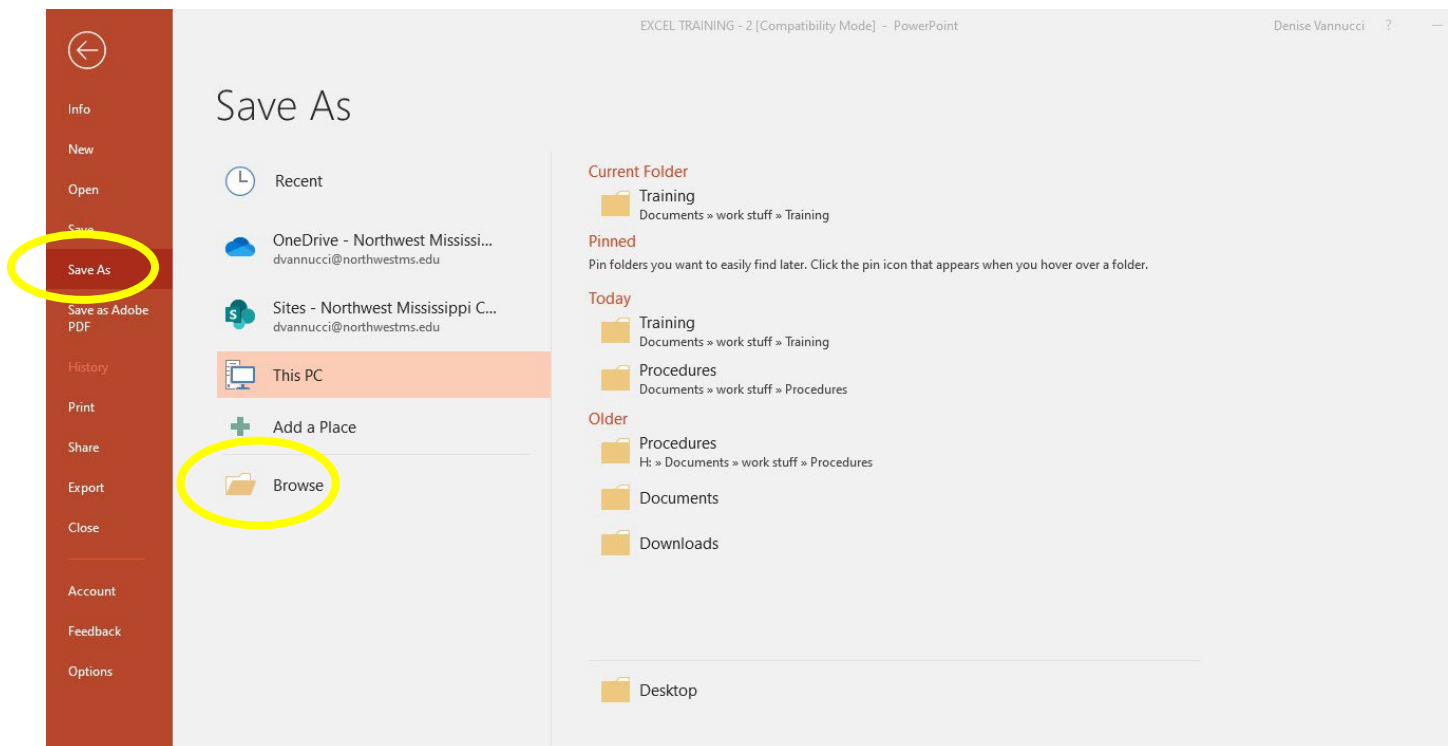 EXCEL TRAINING - 2 [Compatibility Mode] - PowerPoint
Denise Vannucci ?
Info
New
Open
Save
Save As
Save as Adobe
PDF
History
Print
Share
Export
Close
Account
Feedback
Options
Save As
Recent
OneDrive - Northwest Mississi...
dvannucci@northwestms.edu
Sites - Northwest Mississippi C...
dvannucci@northwestms.edu
This PC
Add a Place
Browse
Current Folder
Training
Documents » work stuff » Training
Pinned
Pin folders you want to easily find later. Click the pin icon that appears when you hover over a folder.
Today
Training
Documents » work stuff » Training
Procedures
Documents » work stuff » Procedures
Older
Procedures
H: » Documents » work stuff » Procedures
Documents
Downloads
Desktop